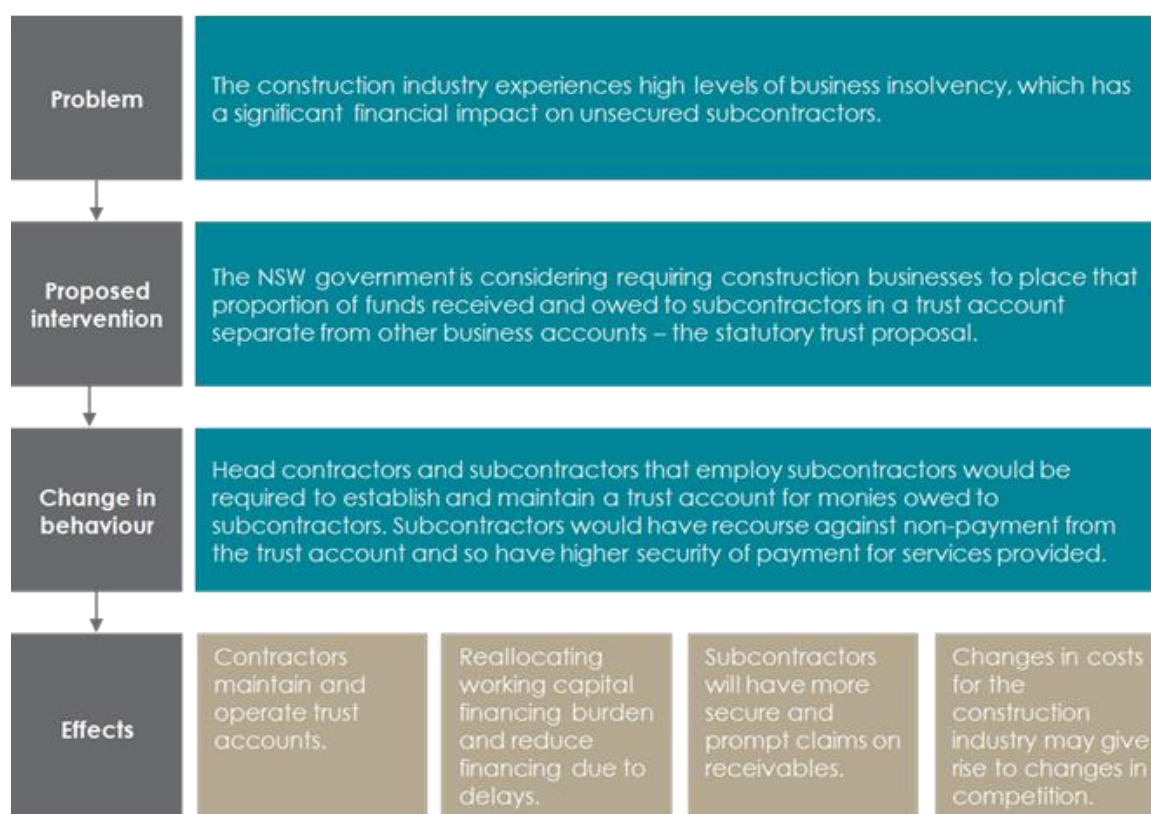 Problem
The construction industry experiences high levels of business insolvency, which has
a significant financial impact on unsecured subcontractors.
Proposed
intervention
The NSW government is considering requiring construction businesses to place that
proportion of funds received and owed to subcontractors in a trust account
separate from other business accounts – the statutory trust proposal.
Change in
behaviour
Head contractors and subcontractors that employ subcontractors would be
required to establish and maintain a trust account for monies owed to
subcontractors. Subcontractors would have recourse against non-payment from
the trust account and so have higher security of payment for services provided.
Effects
Contractors
maintain and
operate trust
accounts.
Reallocating
working capital
financing burden
and reduce
financing due to
delays.
Subcontractors
will have more
secure and
prompt claims on
receivables.
Changes in costs
for the
construction
industry may give
rise to changes in
competition.